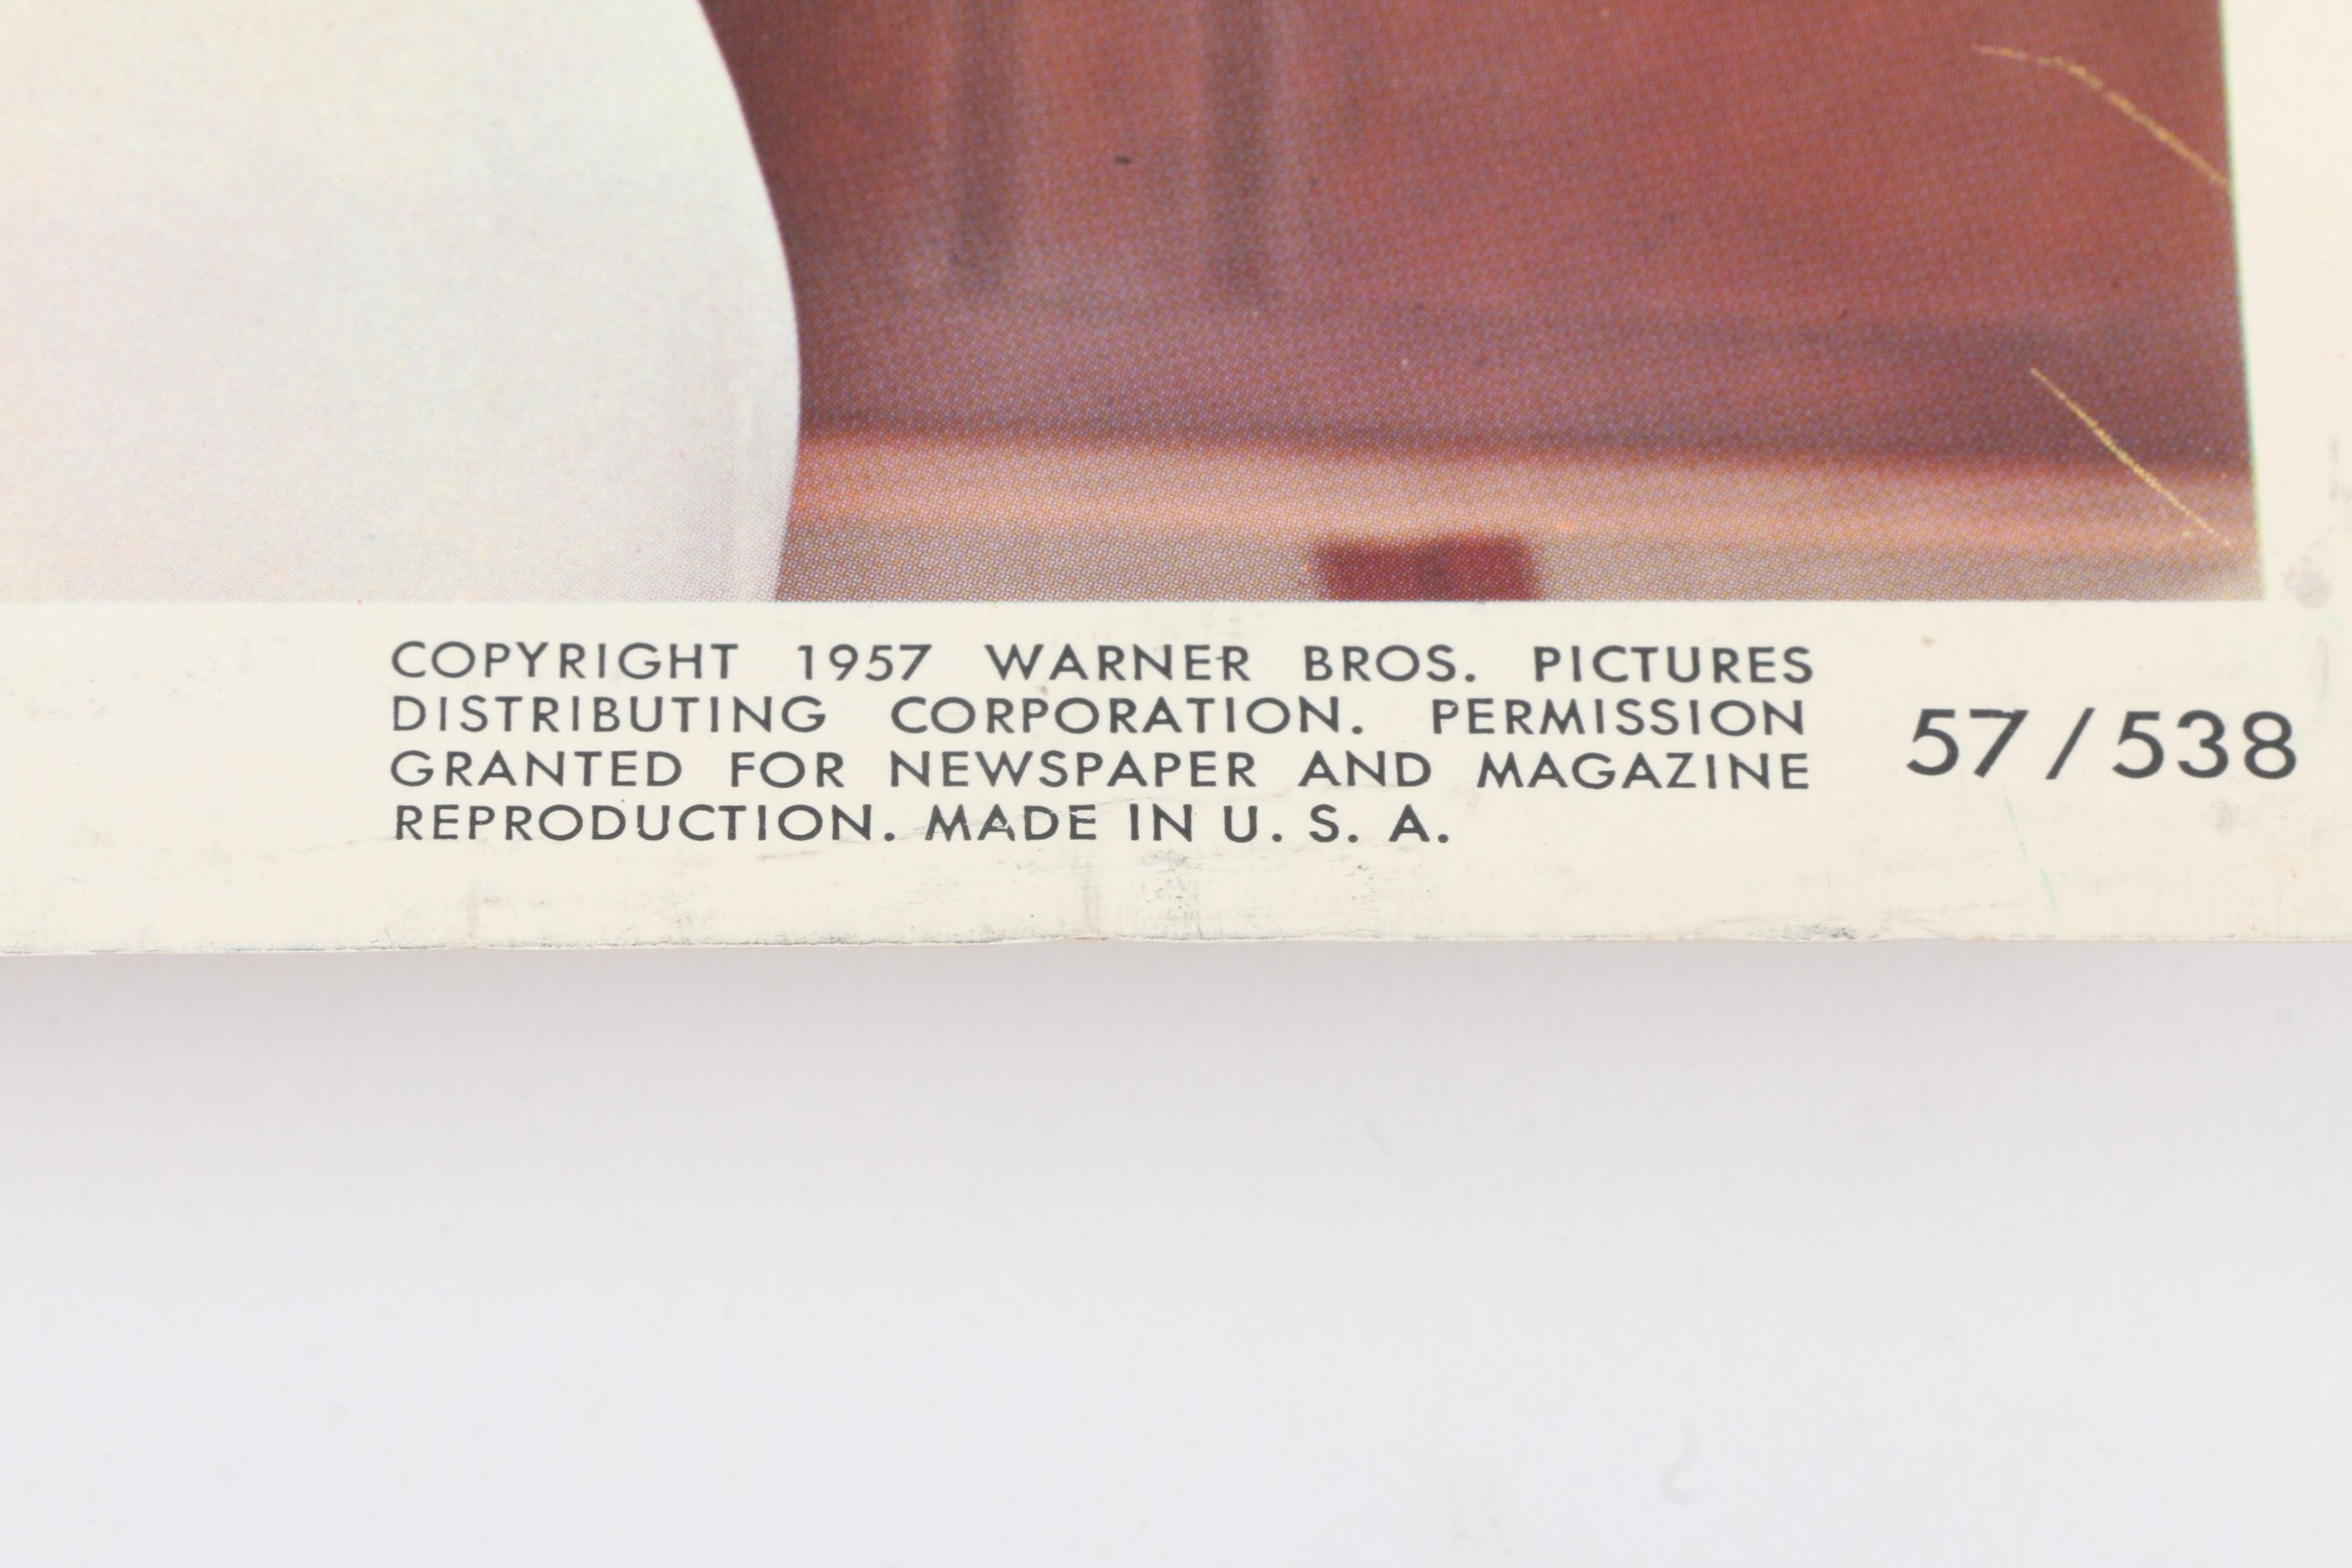 COPYRIGHT 1957 WARNER BROS. PICTURES
DISTRIBUTING CORPORATION. PERMISSION
GRANTED FOR NEWSPAPER AND MAGAZINE
REPRODUCTION. MADE IN U. S. A.
57/538